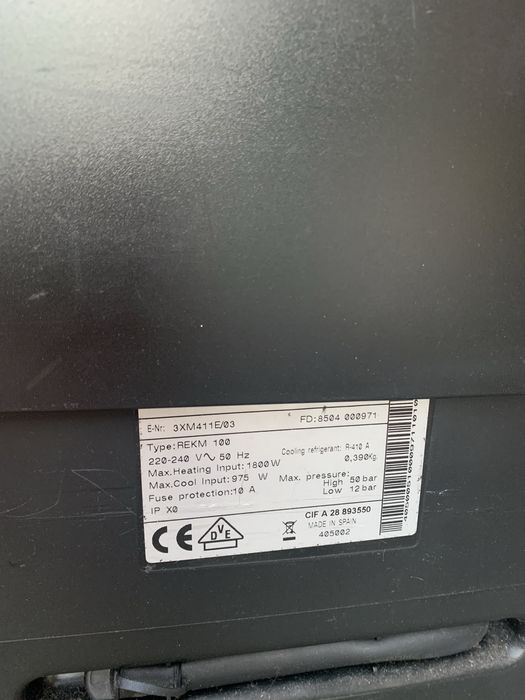 E-Nr: 3XM411E/03 FD:8504 000971
Type:REKM 100
220-240 V 50 Hz Cooling refrigerant: R-410 A
Max.Heating Input:1800W 0,390Kg.
Max.Cool Input:975 W Max. pressure:
Fuse protection:10 A High 50 bar
IP X0 Low 12 bar
CE DVE CIF A 28 893550
MADE IN SPAIN
405002